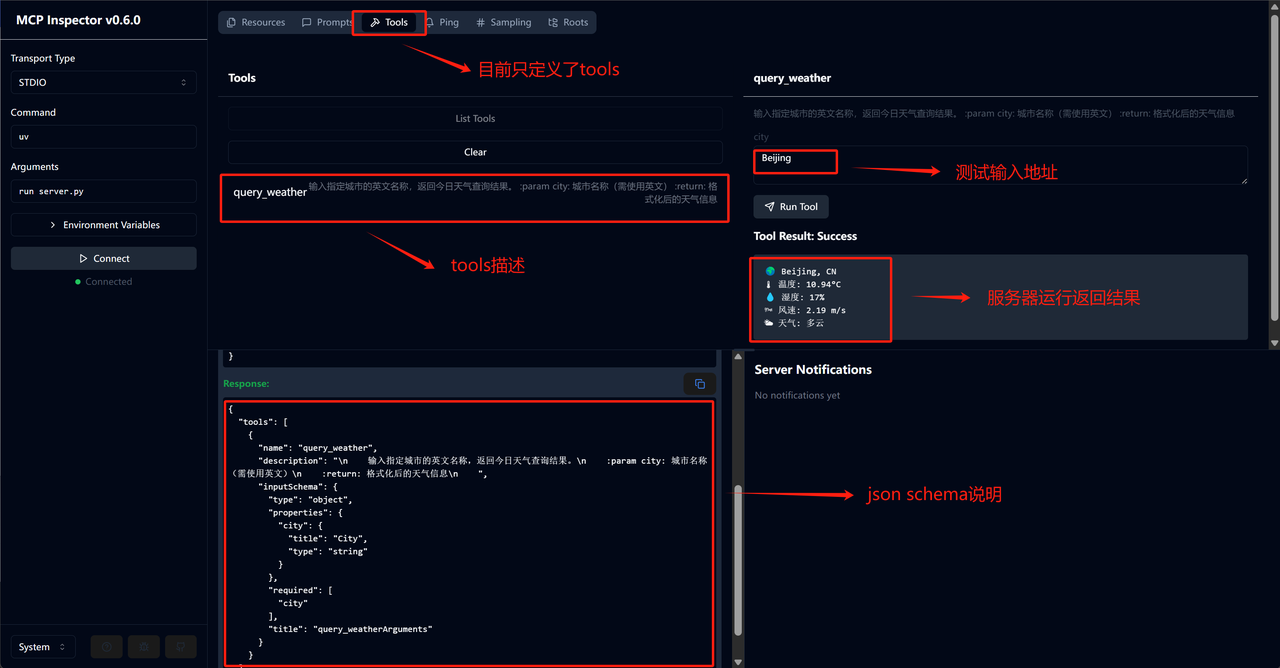 MCP Inspector v0.6.0
Transport Type
STDIO
Command
uv
Arguments
run server.py
Environment Variables
Connect
Connected
System
Resources
Prompts
Tools
Ping
Sampling
Roots
目前只定义了tools
Tools
List Tools
Clear
query_weather
输入指定城市的英文名称，返回今日天气查询结果。 :param city: 城市名称（需使用英文） :return: 格
式化后的天气信息
tools描述
query_weather
输入指定城市的英文名称，返回今日天气查询结果。 :param city: 城市名称（需使用英文） :return: 格式化后的天气信息
city
Beijing
测试输入地址
Run Tool
Tool Result: Success
Beijing, CN
温度: 10.94°C
湿度: 17%
风速: 2.19 m/s
天气: 多云
服务器运行返回结果
}
Response:
{
"tools": [
{
"name": "query_weather",
"description": "\n    输入指定城市的英文名称，返回今日天气查询结果。\n    :param city: 城市名称
（需使用英文）\n    :return: 格式化后的天气信息\n    ",
"inputSchema": {
"type": "object",
"properties": {
"city": {
"title": "City",
"type": "string"
}
},
"required": [
"city"
],
"title": "query_weatherArguments"
}
}
json schema说明
Server Notifications
No notifications yet